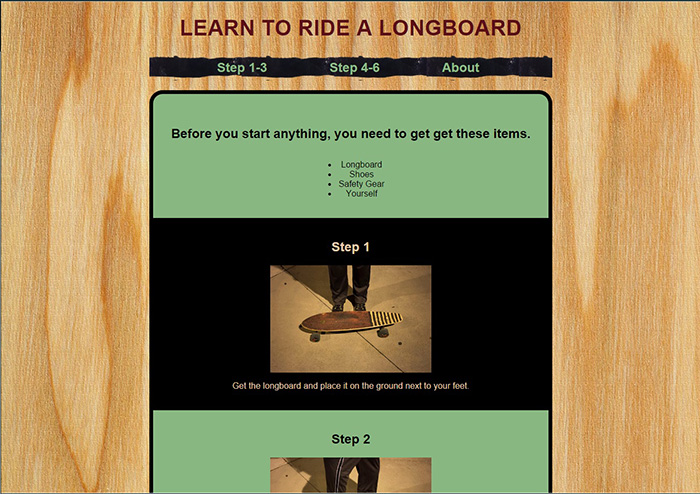 LEARN TO RIDE A LONGBOARD
Step 1-3 Step 4-6 About
Before you start anything, you need to get get these items.
Longboard
Shoes
Safety Gear
Yourself
Step 1
Get the longboard and place it on the ground next to your feet.
Step 2